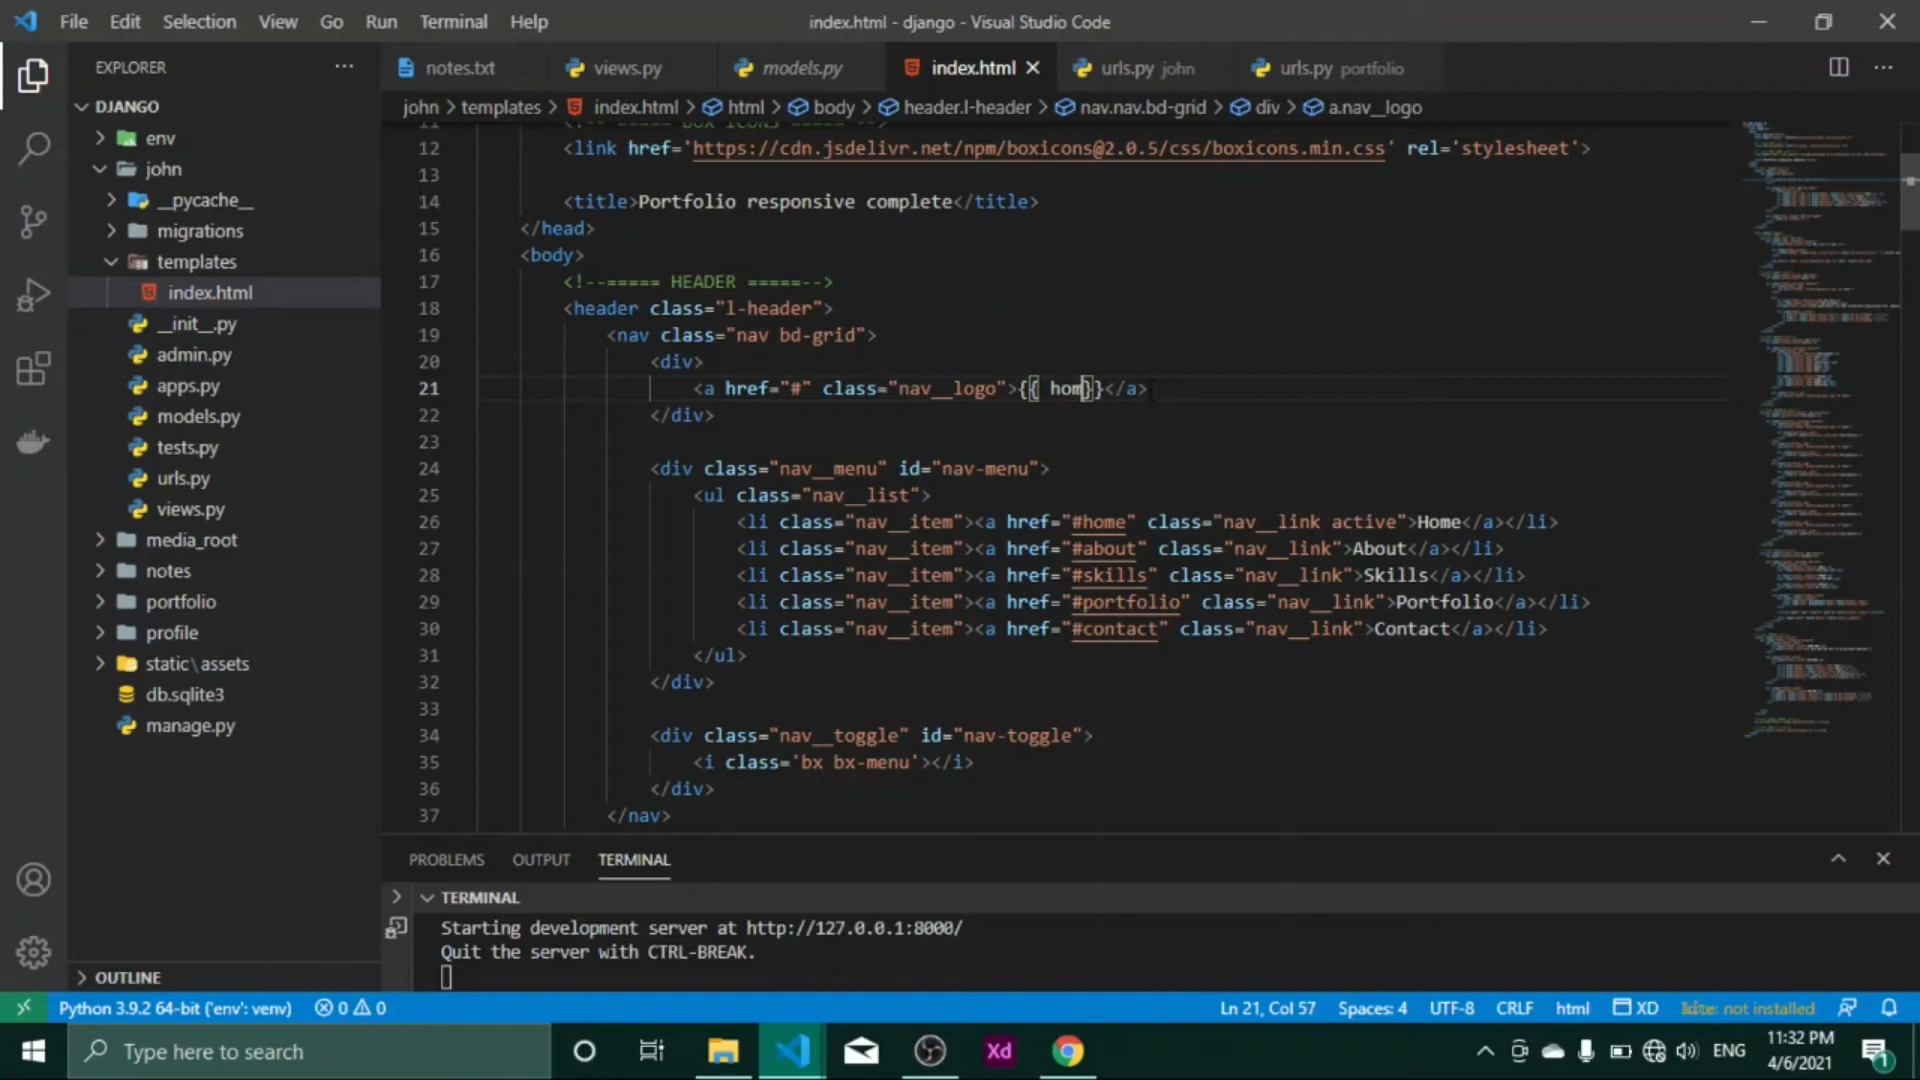 File Edit Selection View Go Run Terminal Help
index.html - django - Visual Studio Code
EXPLORER
notes.txt
views.py
models.py
index.html
urls.py john
urls.py portfolio
DJANGO
john > templates > index.html > html > body > header.l-header > nav.nav.bd-grid > div > a.nav__logo
env
john
__pycache__
migrations
templates
index.html
__init__.py
admin.py
apps.py
models.py
tests.py
urls.py
views.py
media_root
notes
portfolio
profile
static\assets
db.sqlite3
manage.py
OUTLINE
11 <!-- ===== BOX ICONS ===== -->
12 <link href='https://cdn.jsdelivr.net/npm/boxicons@2.0.5/css/boxicons.min.css' rel='stylesheet'>
13
14 <title>Portfolio responsive complete</title>
15 </head>
16 <body>
17 <!--===== HEADER =====-->
18 <header class="l-header">
19 <nav class="nav bd-grid">
20 <div>
21 <a href="#" class="nav__logo">{{ hom}}</a>
22 </div>
23
24 <div class="nav__menu" id="nav-menu">
25 <ul class="nav__list">
26 <li class="nav__item"><a href="#home" class="nav__link active">Home</a></li>
27 <li class="nav__item"><a href="#about" class="nav__link">About</a></li>
28 <li class="nav__item"><a href="#skills" class="nav__link">Skills</a></li>
29 <li class="nav__item"><a href="#portfolio" class="nav__link">Portfolio</a></li>
30 <li class="nav__item"><a href="#contact" class="nav__link">Contact</a></li>
31 </ul>
32 </div>
33
34 <div class="nav__toggle" id="nav-toggle">
35 <i class='bx bx-menu'></i>
36 </div>
37 </nav>
PROBLEMS OUTPUT TERMINAL
TERMINAL
Starting development server at http://127.0.0.1:8000/
Quit the server with CTRL-BREAK.
Python 3.9.2 64-bit ('env': venv) 0 0
Ln 21, Col 57 Spaces: 4 UTF-8 CRLF html XD kite: not installed
Type here to search
Xd
ENG
11:32 PM
4/6/2021
1